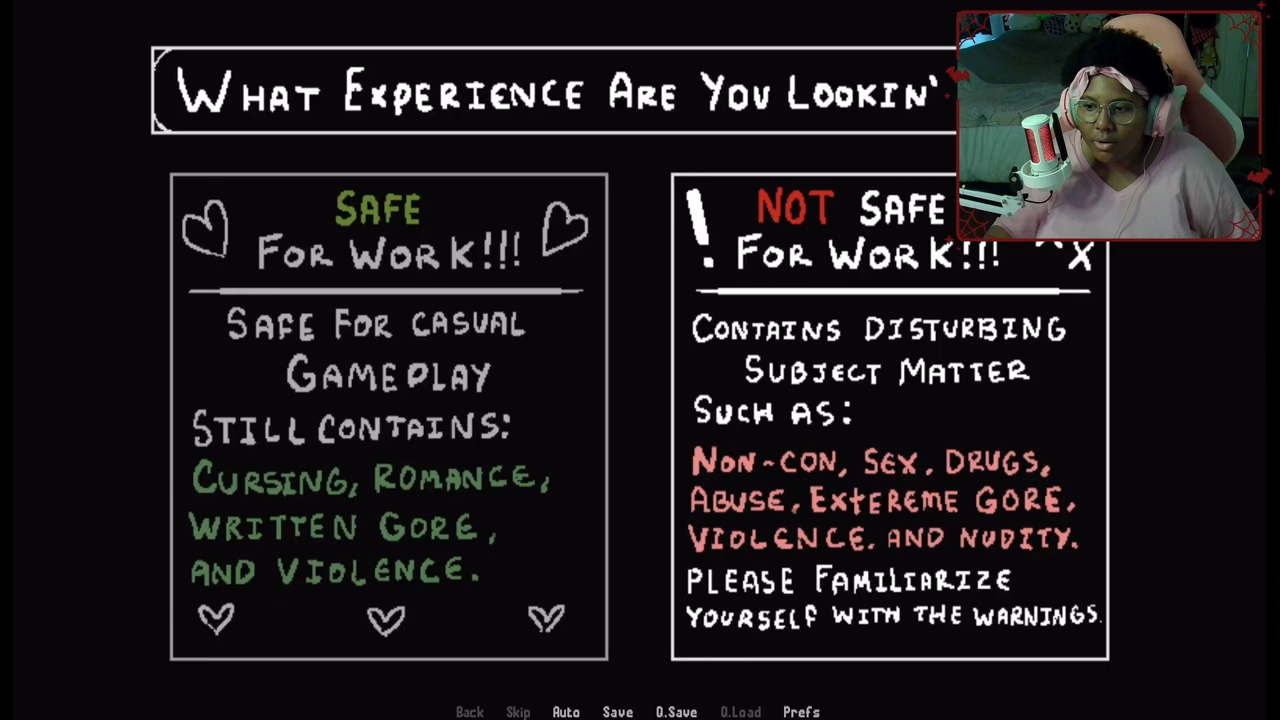 WHAT EXPERIENCE ARE YOU LOOKIN'
SAFE
FOR WORK!!!
SAFE FOR CASUAL
GAMEPLAY
STILL CONTAINS:
CURSING, ROMANCE,
WRITTEN GORE,
AND VIOLENCE.
! NOT SAFE
FOR WORK!!! X
CONTAINS DISTURBING
SUBJECT MATTER
SUCH AS:
NON-CON, SEX, DRUGS,
ABUSE, EXTEREME GORE,
VIOLENCE. AND NUDITY.
PLEASE FAMILIARIZE
YOURSELF WITH THE WARNINGS.
Back Skip Auto Save Q.Save Q.Load Prefs